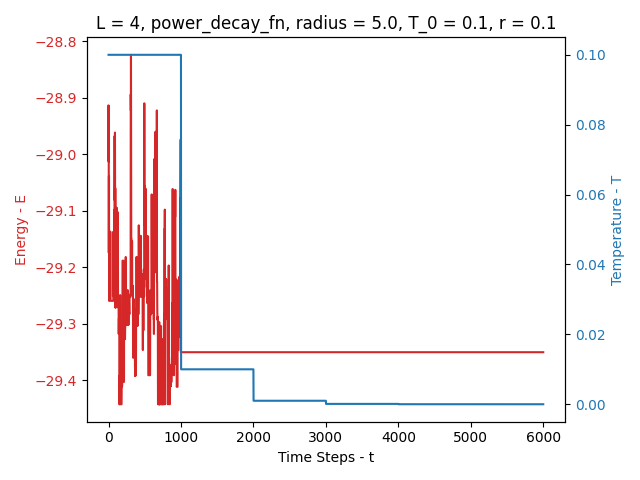 L = 4, power_decay_fn, radius = 5.0, T_0 = 0.1, r = 0.1
Energy - E
−28.8
−28.9
−29.0
−29.1
−29.2
−29.3
−29.4
0.10
0.08
0.06
0.04
0.02
0.00
Temperature - T
0 1000 2000 3000 4000 5000 6000
Time Steps - t